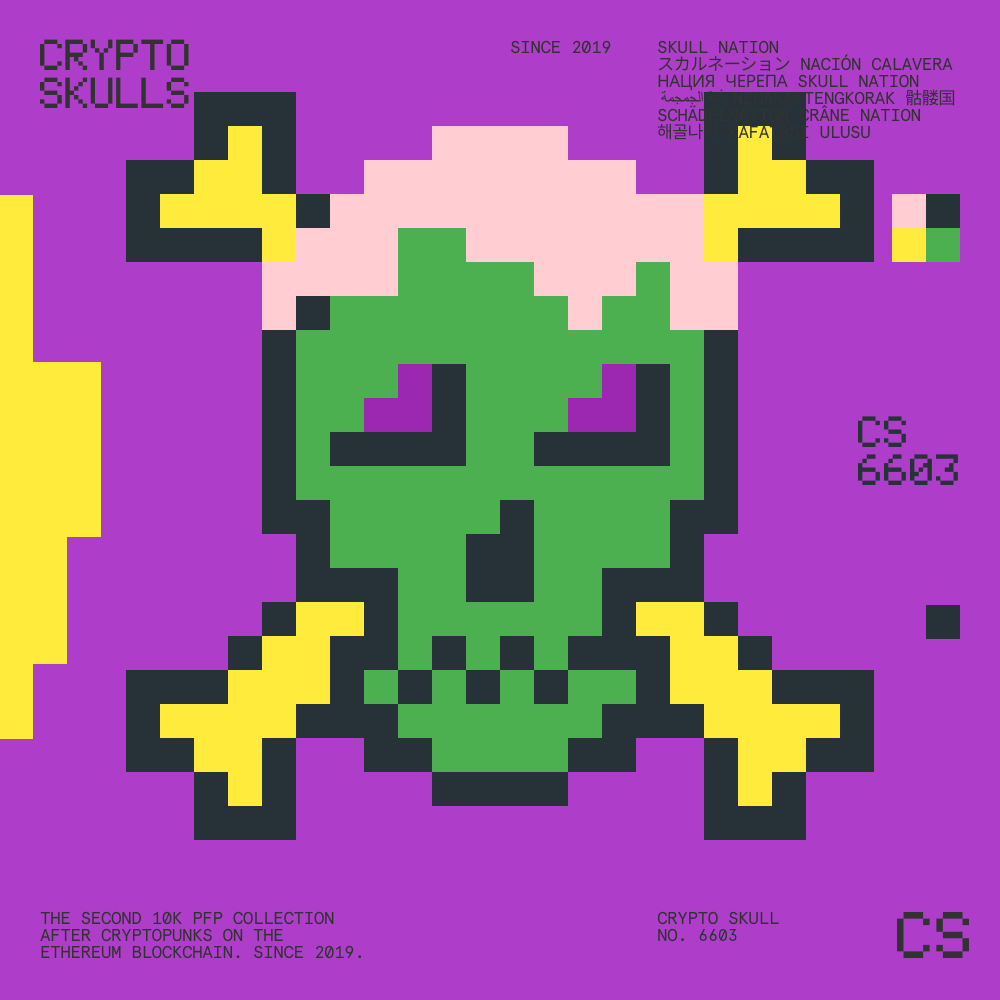 CRYPTO
SKULLS
SINCE 2019
SKULL NATION
スカルネーション NACIÓN CALAVERA
НАЦИЯ ЧЕРЕПА SKULL NATION
TENGKORAK 骷髅国
CRÂNE NATION
해골 ULUSU
CS
6603
THE SECOND 10K PFP COLLECTION
AFTER CRYPTOPUNKS ON THE
ETHEREUM BLOCKCHAIN. SINCE 2019.
CRYPTO SKULL
NO. 6603
CS